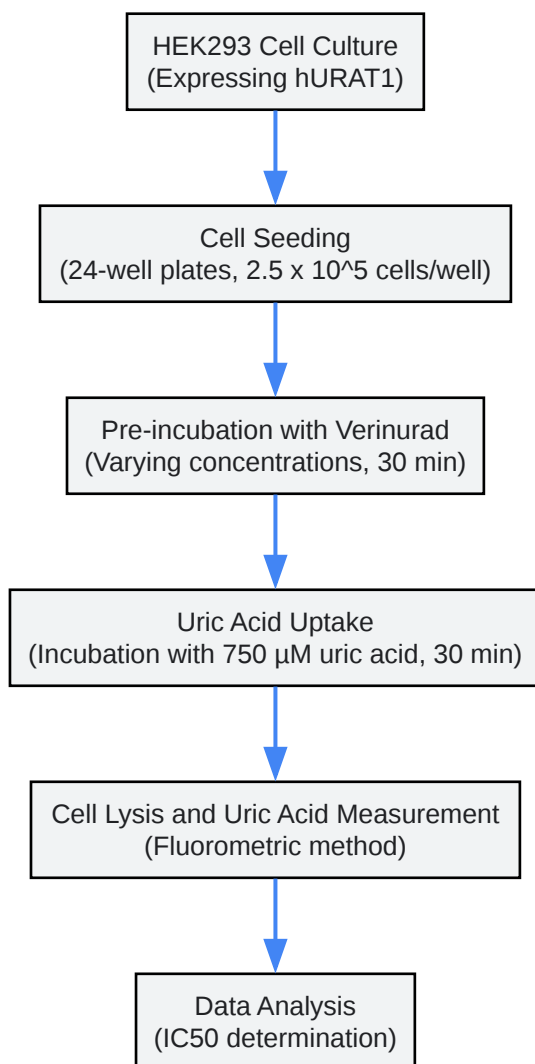 HEK293 Cell Culture
(Expressing hURAT1)
Cell Seeding
(24-well plates, 2.5 x 10^5 cells/well)
Pre-incubation with Verinurad
(Varying concentrations, 30 min)
Uric Acid Uptake
(Incubation with 750 µM uric acid, 30 min)
Cell Lysis and Uric Acid Measurement
(Fluorometric method)
Data Analysis
(IC50 determination)